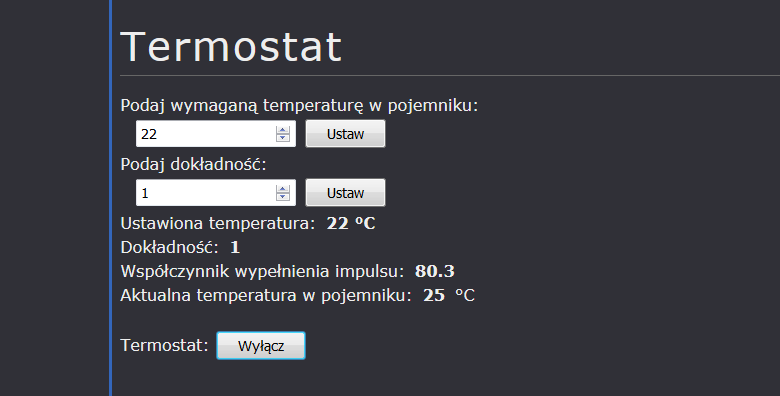 Termostat
Podaj wymaganą temperaturę w pojemniku:
22 Ustaw
Podaj dokładność:
1 Ustaw
Ustawiona temperatura: 22 °C
Dokładność: 1
Współczynnik wypełnienia impulsu: 80.3
Aktualna temperatura w pojemniku: 25 °C
Termostat: Wyłącz